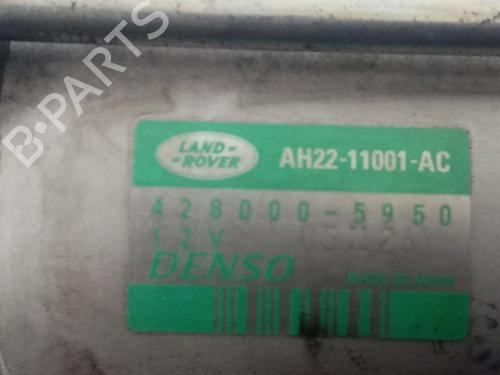 LAND-
-ROVER
AH22-11001-AC
428000-5950
12V
DENSO
B-PARTS